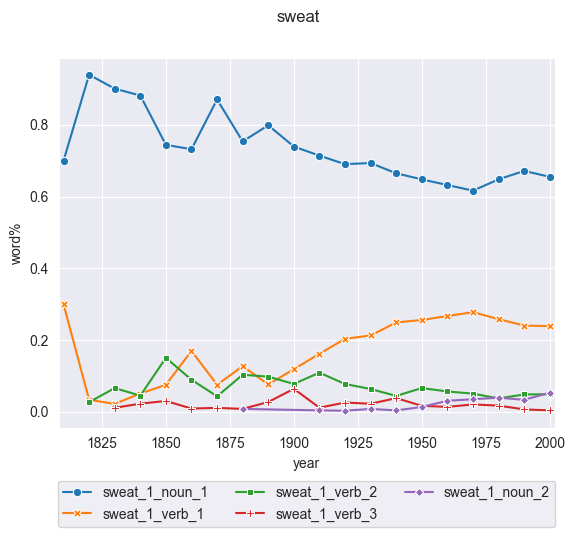 sweat
0.8
0.6
0.4
0.2
0.0
word%
1825 1850 1875 1900 1925 1950 1975 2000
year
sweat_1_noun_1 sweat_1_verb_2 sweat_1_noun_2
sweat_1_verb_1 sweat_1_verb_3